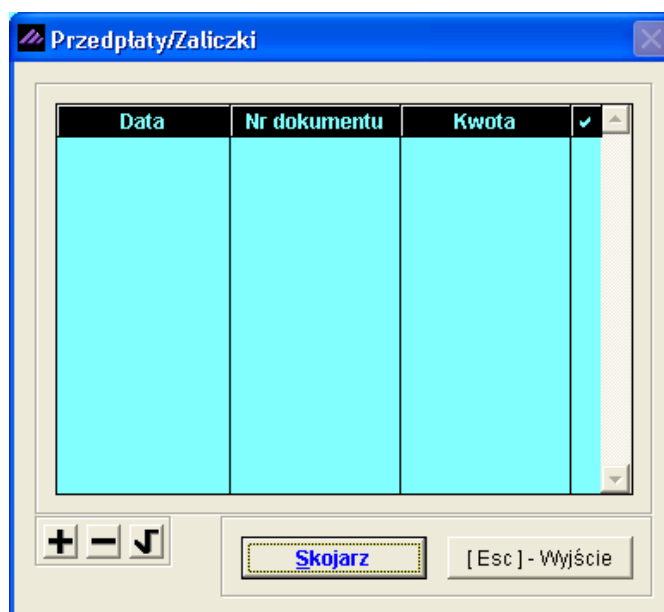 Przedpłaty/Zaliczki
Data Nr dokumentu Kwota ✓
Skojarz [ Esc ] - Wyjście